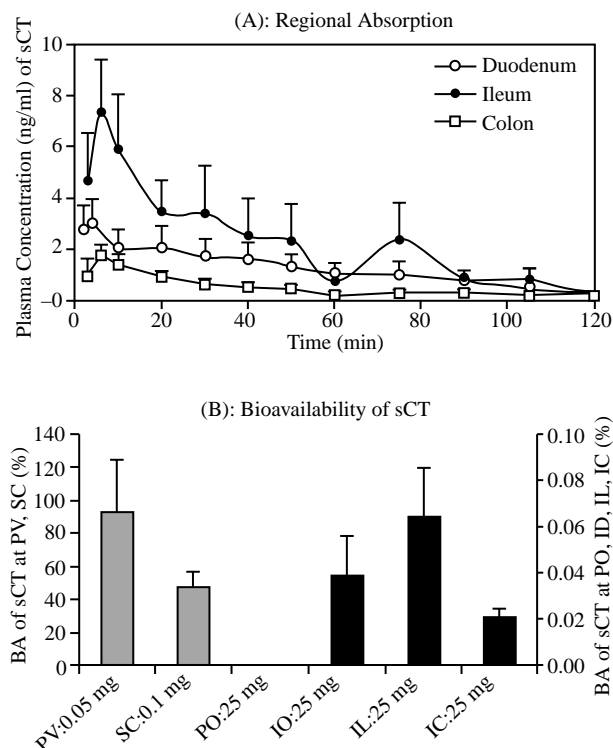 (A): Regional Absorption
Plasma Concentration (ng/ml) of sCT
10
8
6
4
2
–0
Duodenum
Ileum
Colon
0 20 40 60 80 100 120
Time (min)
(B): Bioavailability of sCT
BA of sCT at PV, SC (%)
140
120
100
80
60
40
20
0
0.10
0.08
0.06
0.04
0.02
0.00
BA of sCT at PO, ID, IL, IC (%)
PV:0.05 mg
SC:0.1 mg
PO:25 mg
IO:25 mg
IL:25 mg
IC:25 mg